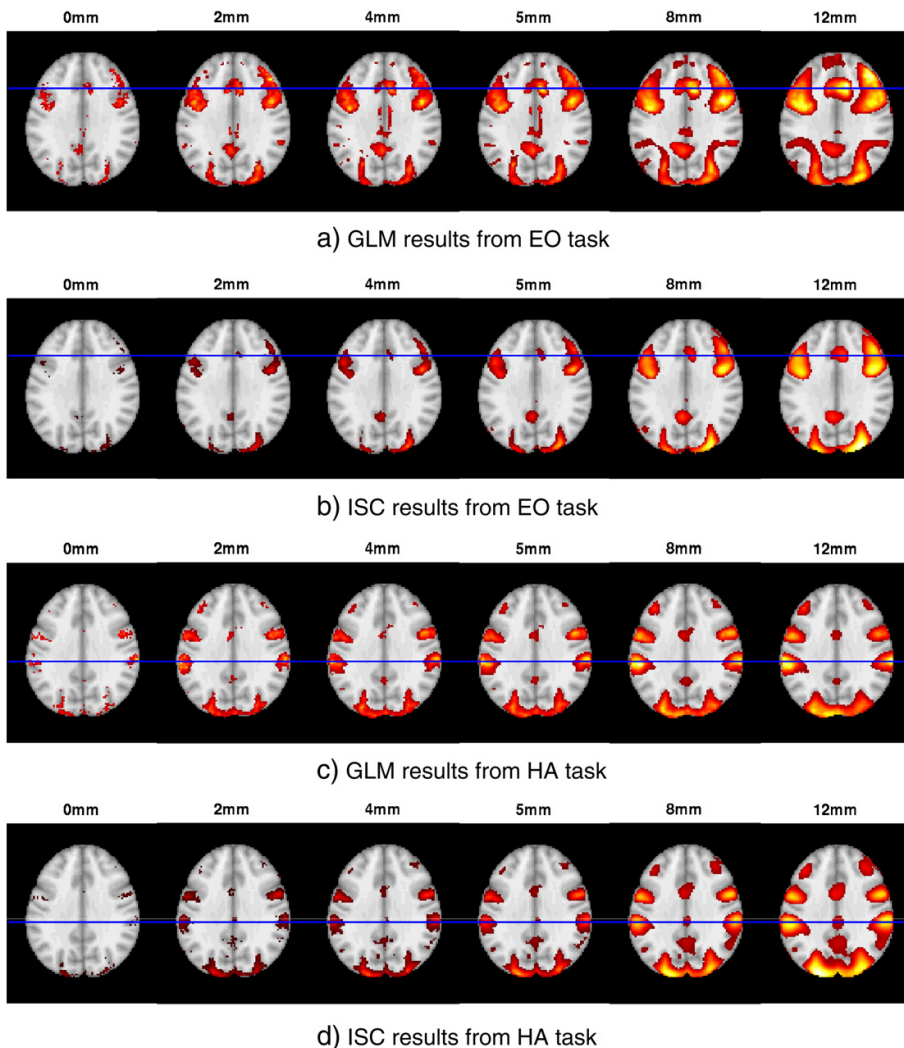 0mm 2mm 4mm 5mm 8mm 12mm
a) GLM results from EO task
0mm 2mm 4mm 5mm 8mm 12mm
b) ISC results from EO task
0mm 2mm 4mm 5mm 8mm 12mm
c) GLM results from HA task
0mm 2mm 4mm 5mm 8mm 12mm
d) ISC results from HA task